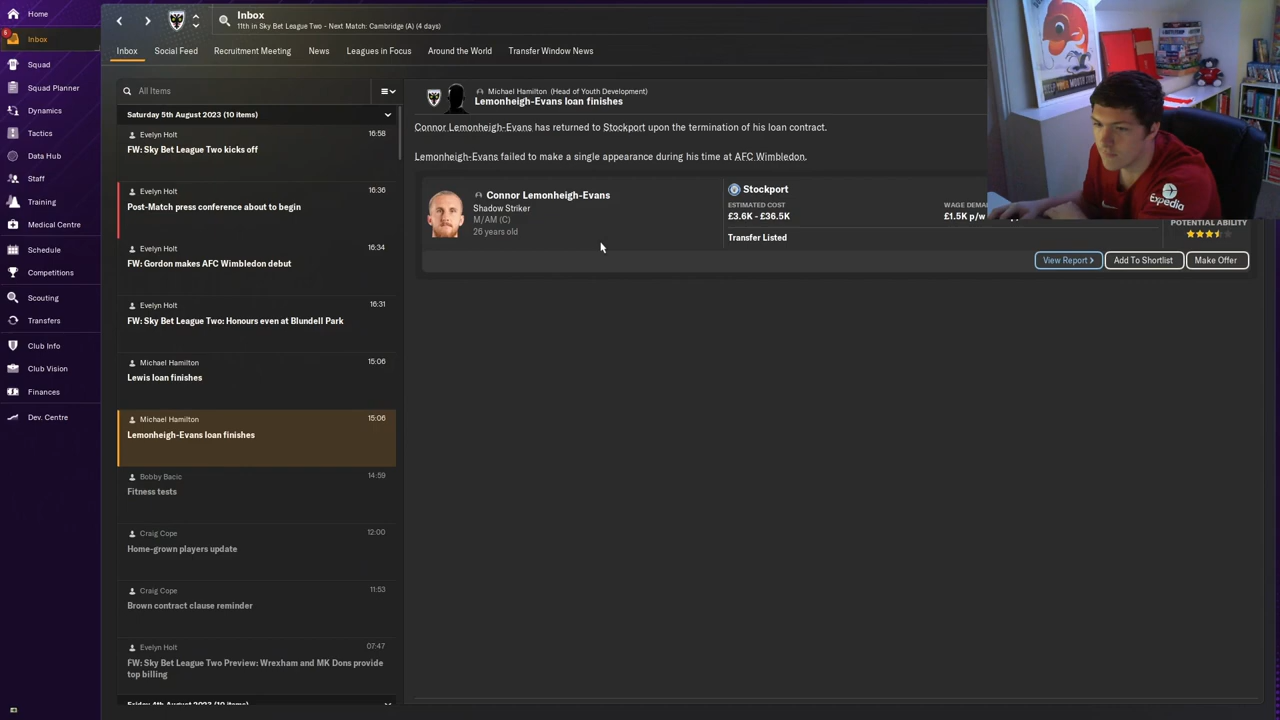 Home
Inbox
Squad
Squad Planner
Dynamics
Tactics
Data Hub
Staff
Training
Medical Centre
Schedule
Competitions
Scouting
Transfers
Club Info
Club Vision
Finances
Dev. Centre
Inbox
11th in Sky Bet League Two - Next Match: Cambridge (A) (4 days)
Inbox
Social Feed
Recruitment Meeting
News
Leagues in Focus
Around the World
Transfer Window News
All Items
Saturday 5th August 2023 (10 items)
Evelyn Holt
16:58
FW: Sky Bet League Two kicks off
Evelyn Holt
16:36
Post-Match press conference about to begin
Evelyn Holt
16:34
FW: Gordon makes AFC Wimbledon debut
Evelyn Holt
16:31
FW: Sky Bet League Two: Honours even at Blundell Park
Michael Hamilton
15:06
Lewis loan finishes
Michael Hamilton
15:06
Lemonheigh-Evans loan finishes
Bobby Bacic
14:59
Fitness tests
Craig Cope
12:00
Home-grown players update
Craig Cope
11:53
Brown contract clause reminder
Evelyn Holt
07:47
FW: Sky Bet League Two Preview: Wrexham and MK Dons provide
top billing
Friday 4th August 2023 (10 items)
Michael Hamilton (Head of Youth Development)
Lemonheigh-Evans loan finishes
Connor Lemonheigh-Evans has returned to Stockport upon the termination of his loan contract.
Lemonheigh-Evans failed to make a single appearance during his time at AFC Wimbledon.
Connor Lemonheigh-Evans
Shadow Striker
M/AM (C)
26 years old
Stockport
ESTIMATED COST
£3.6K - £36.5K
Transfer Listed
WAGE DEMA
£1.5K p/w
POTENTIAL ABILITY
View Report
Add To Shortlist
Make Offer
Expedia